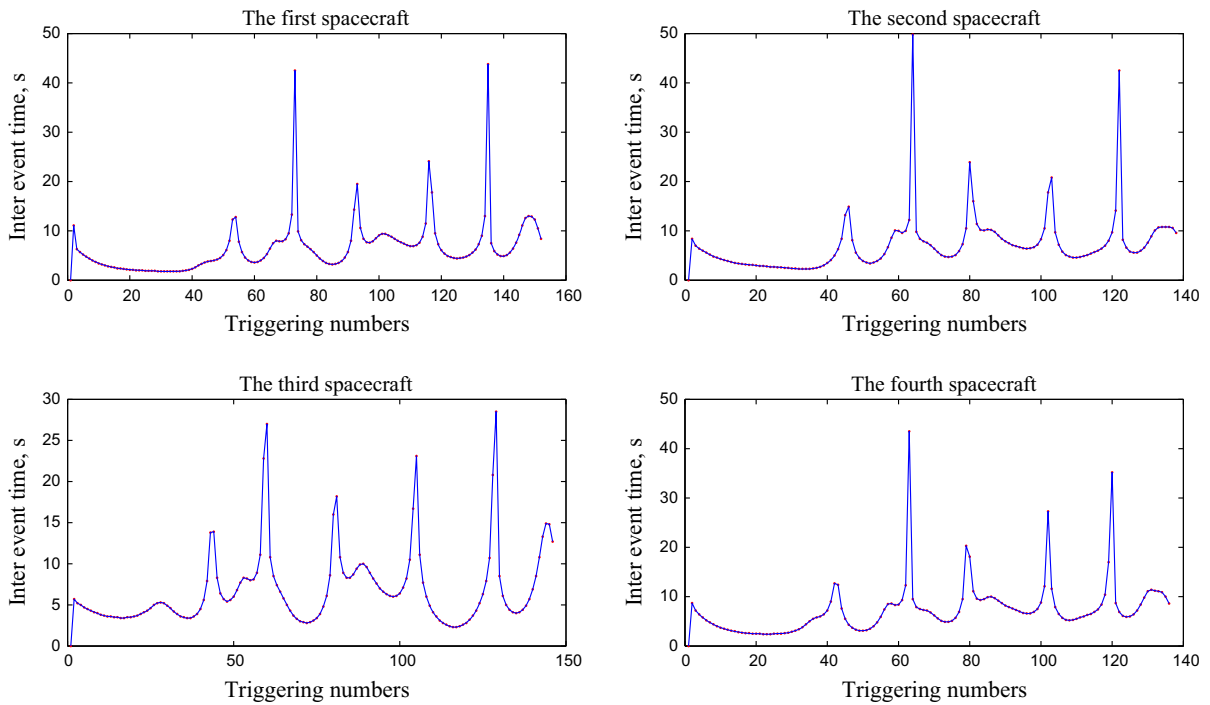 The first spacecraft
50
40
30
20
10
0
0 20 40 60 80 100 120 140 160
Inter event time, s
Triggering numbers
The second spacecraft
50
40
30
20
10
0
0 20 40 60 80 100 120 140
Inter event time, s
Triggering numbers
The third spacecraft
30
25
20
15
10
5
0
0 50 100 150
Inter event time, s
Triggering numbers
The fourth spacecraft
50
40
30
20
10
0
0 20 40 60 80 100 120 140
Inter event time, s
Triggering numbers